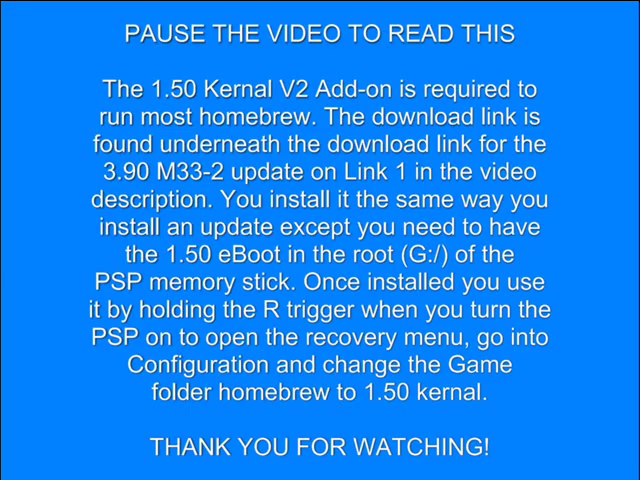 PAUSE THE VIDEO TO READ THIS
The 1.50 Kernal V2 Add-on is required to
run most homebrew. The download link is
found underneath the download link for the
3.90 M33-2 update on Link 1 in the video
description. You install it the same way you
install an update except you need to have
the 1.50 eBoot in the root (G:/) of the
PSP memory stick. Once installed you use
it by holding the R trigger when you turn the
PSP on to open the recovery menu, go into
Configuration and change the Game
folder homebrew to 1.50 kernal.
THANK YOU FOR WATCHING!